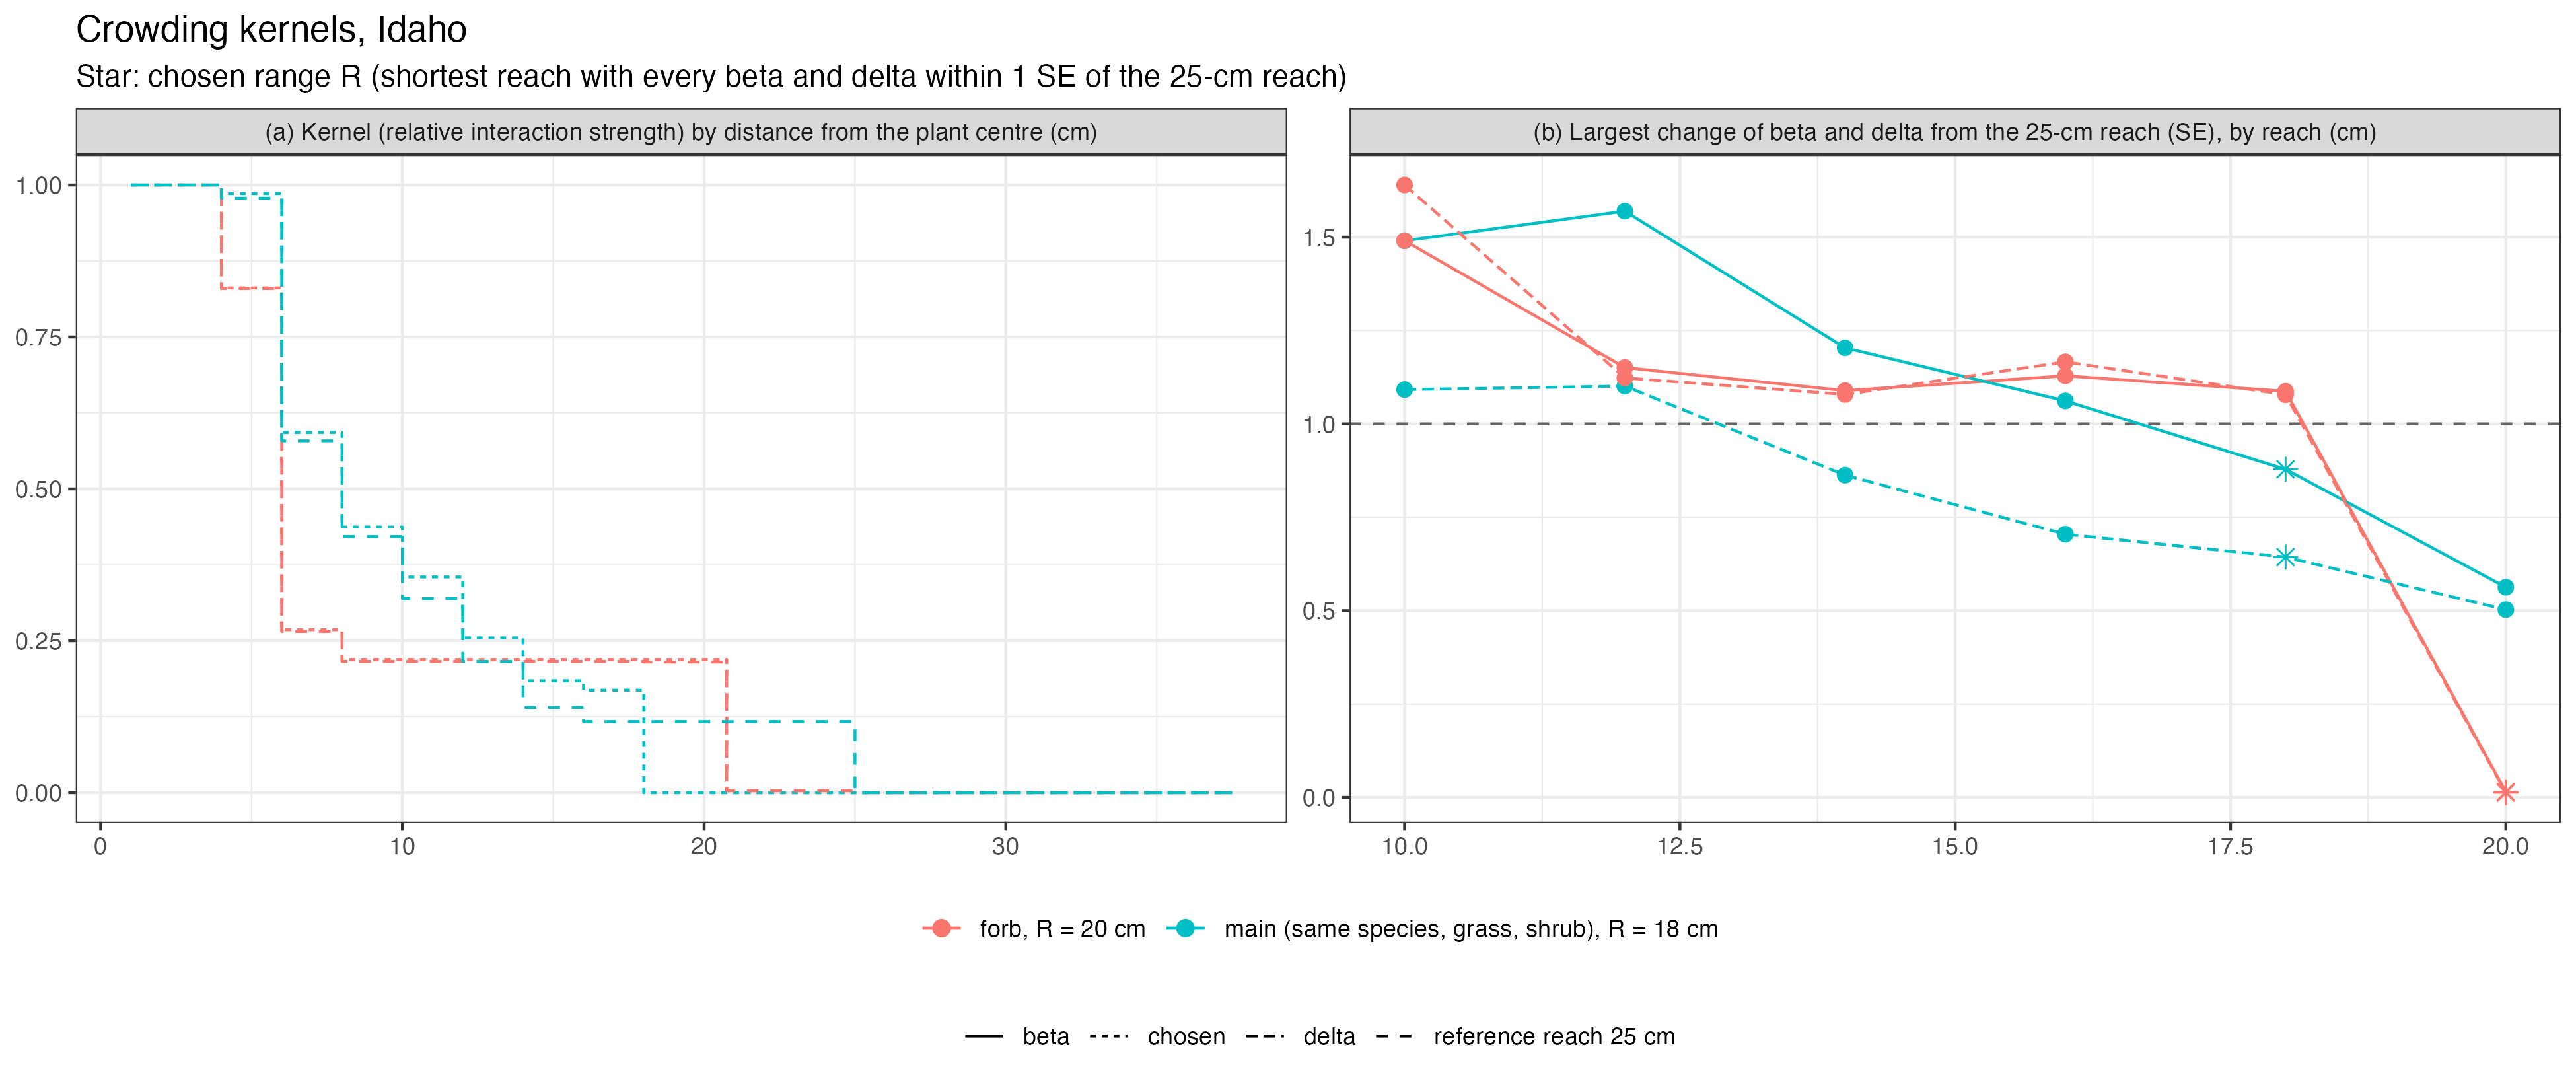 Crowding kernels, Idaho
Star: chosen range R (shortest reach with every beta and delta within 1 SE of the 25-cm reach)
(a) Kernel (relative interaction strength) by distance from the plant centre (cm)
1.00
0.75
0.50
0.25
0.00
0 10 20 30
(b) Largest change of beta and delta from the 25-cm reach (SE), by reach (cm)
1.5
1.0
0.5
0.0
10.0 12.5 15.0 17.5 20.0
forb, R = 20 cm main (same species, grass, shrub), R = 18 cm
beta chosen delta reference reach 25 cm